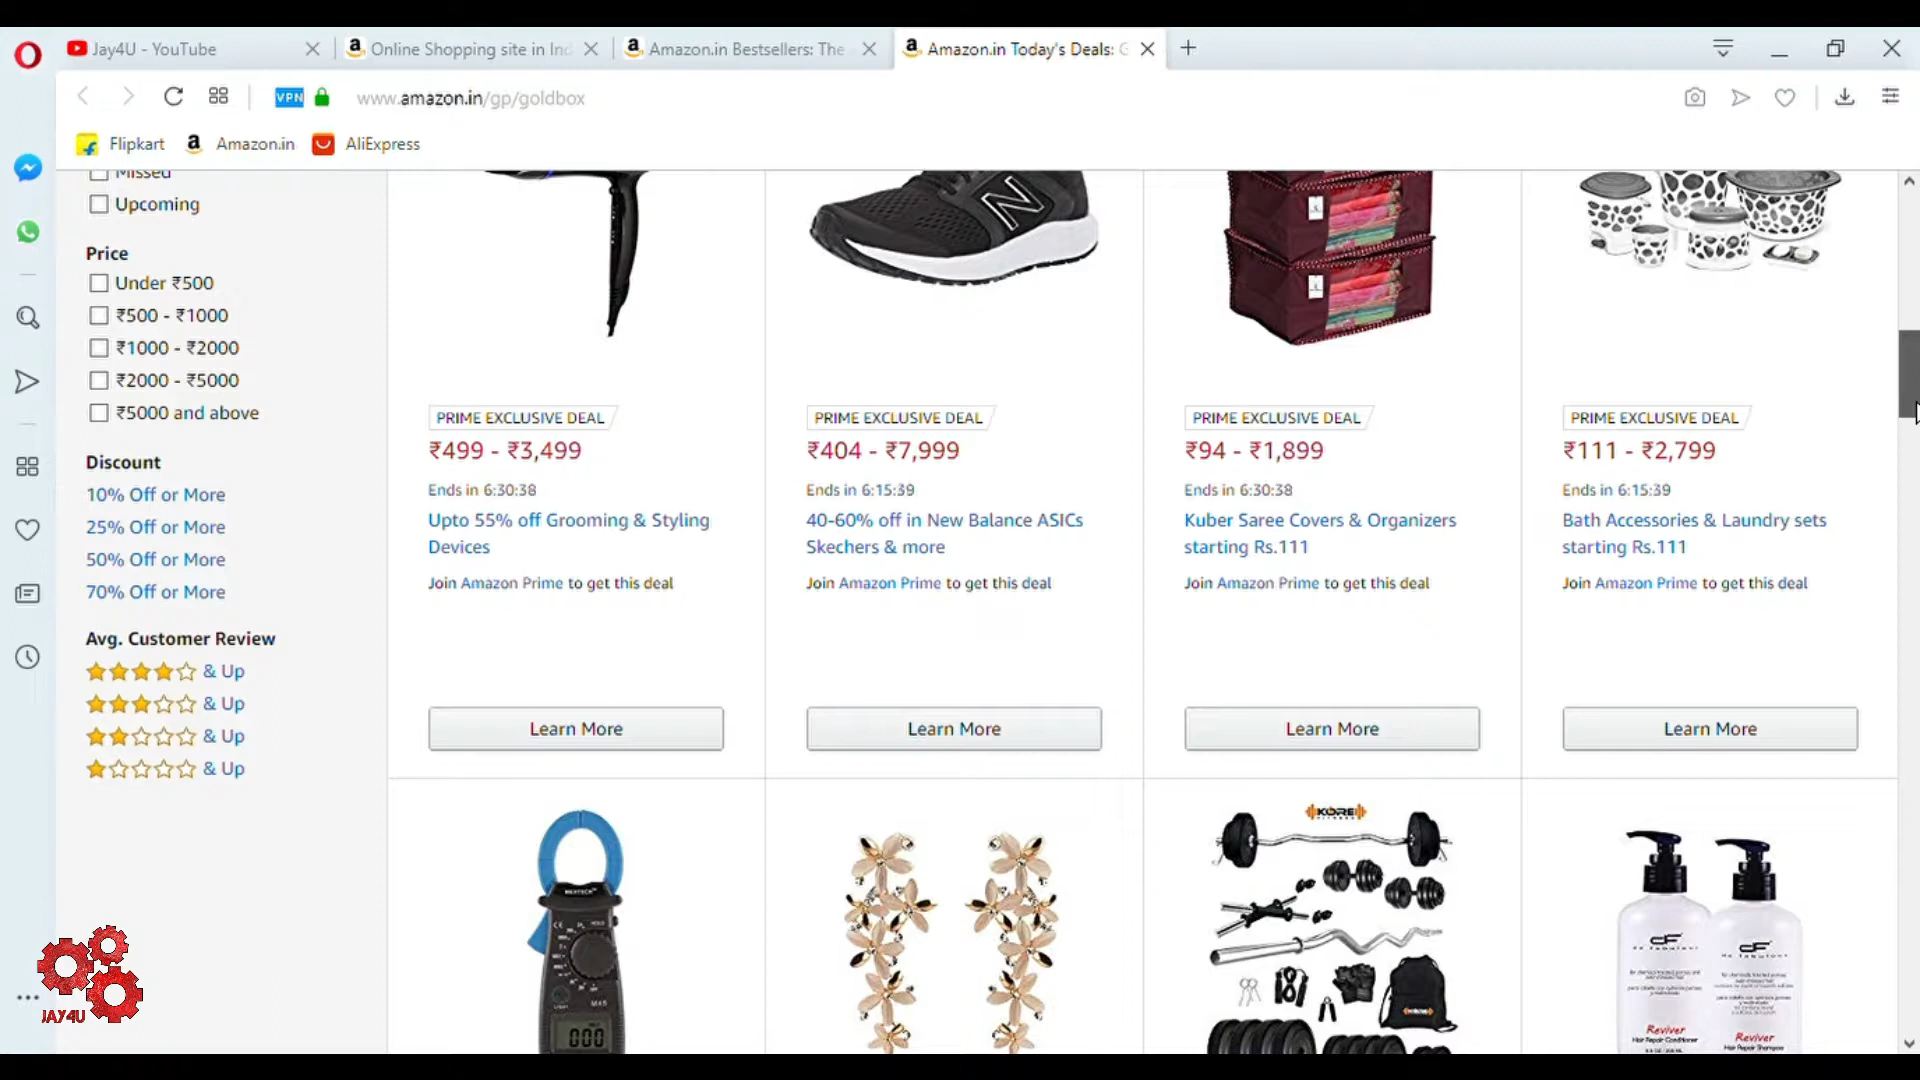 Jay4U - YouTube
Online Shopping site in Ind
Amazon.in Bestsellers: The
Amazon.in Today's Deals: G
VPN
www.amazon.in/gp/goldbox
Flipkart
Amazon.in
AliExpress
Missed
Upcoming
Price
Under ₹500
₹500 - ₹1000
₹1000 - ₹2000
₹2000 - ₹5000
₹5000 and above
Discount
10% Off or More
25% Off or More
50% Off or More
70% Off or More
Avg. Customer Review
& Up
& Up
& Up
& Up
PRIME EXCLUSIVE DEAL
₹499 - ₹3,499
Ends in 6:30:38
Upto 55% off Grooming & Styling
Devices
Join Amazon Prime to get this deal
Learn More
PRIME EXCLUSIVE DEAL
₹404 - ₹7,999
Ends in 6:15:39
40-60% off in New Balance ASICs
Skechers & more
Join Amazon Prime to get this deal
Learn More
PRIME EXCLUSIVE DEAL
₹94 - ₹1,899
Ends in 6:30:38
Kuber Saree Covers & Organizers
starting Rs.111
Join Amazon Prime to get this deal
Learn More
PRIME EXCLUSIVE DEAL
₹111 - ₹2,799
Ends in 6:15:39
Bath Accessories & Laundry sets
starting Rs.111
Join Amazon Prime to get this deal
Learn More
KORE
Reviver
Hair Repair Conditioner
Reviver
Hair Repair Shampoo
000
JAY4U